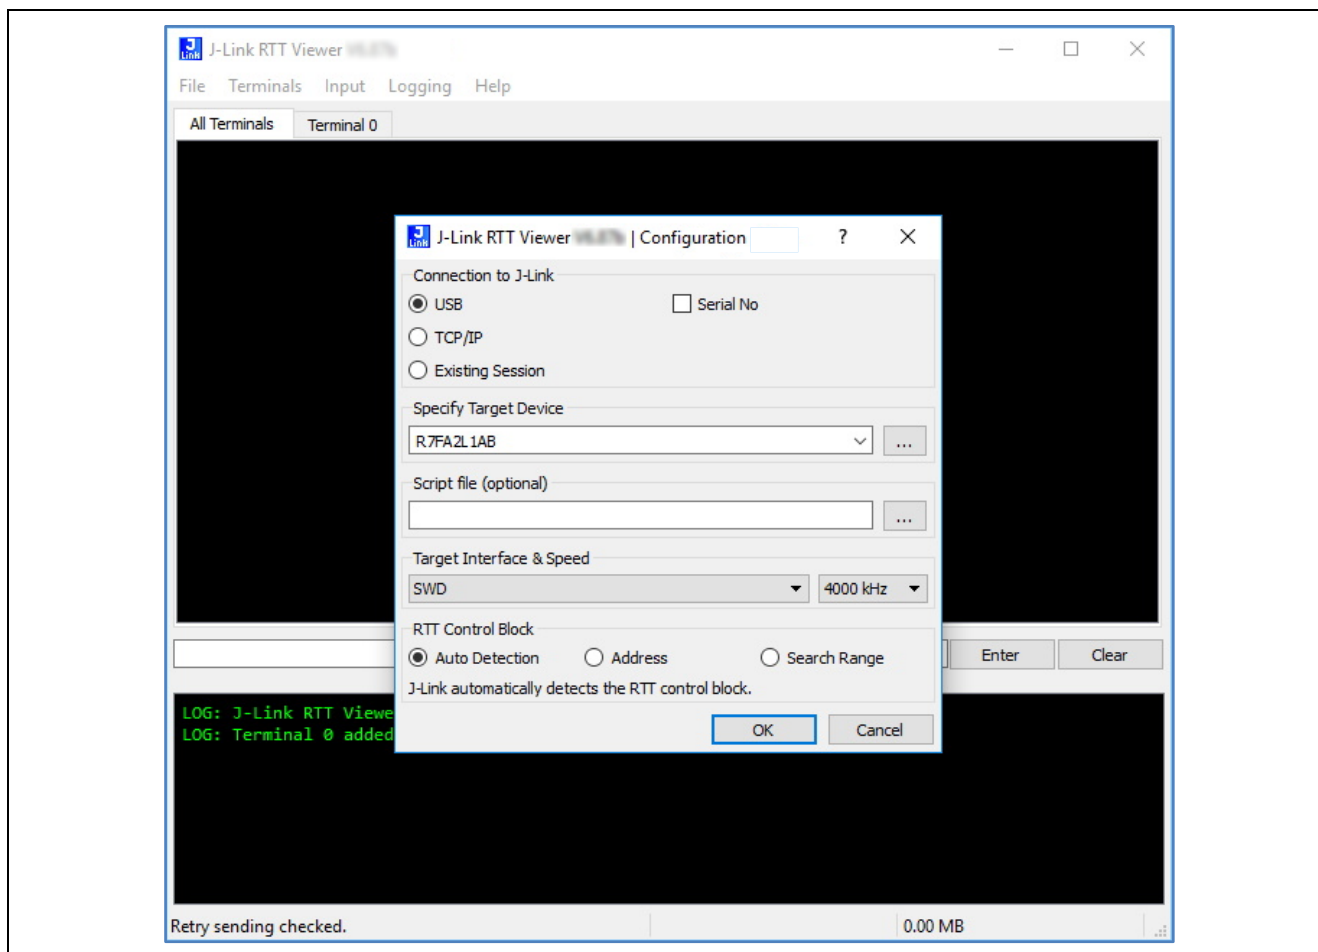 J-Link RTT Viewer
File Terminals Input Logging Help
All Terminals Terminal 0
J-Link RTT Viewer | Configuration ?
Connection to J-Link
USB Serial No
TCP/IP
Existing Session
Specify Target Device
R7FA2L1AB ...
Script file (optional)
...
Target Interface & Speed
SWD 4000 kHz
RTT Control Block
Auto Detection Address Search Range
J-Link automatically detects the RTT control block.
Enter Clear
OK Cancel
LOG: J-Link RTT Viewe
LOG: Terminal 0 added
Retry sending checked. 0.00 MB